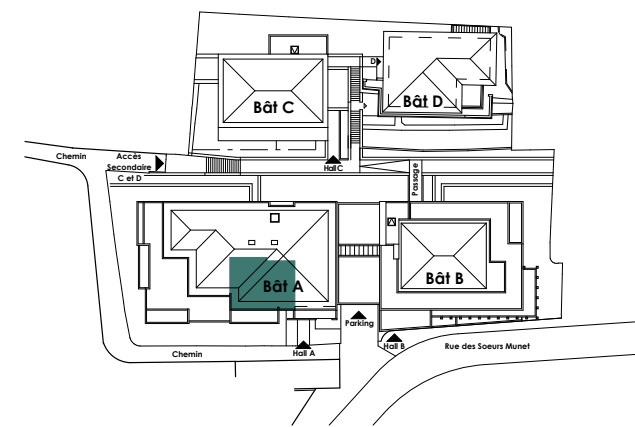 D
Bât C
Bât D
Chemin
Accès
Secondaire
C et D
Hall C
Passage
Bât A
Bât B
Parking
Chemin
Hall A
Hall B
Rue des Soeurs Munet